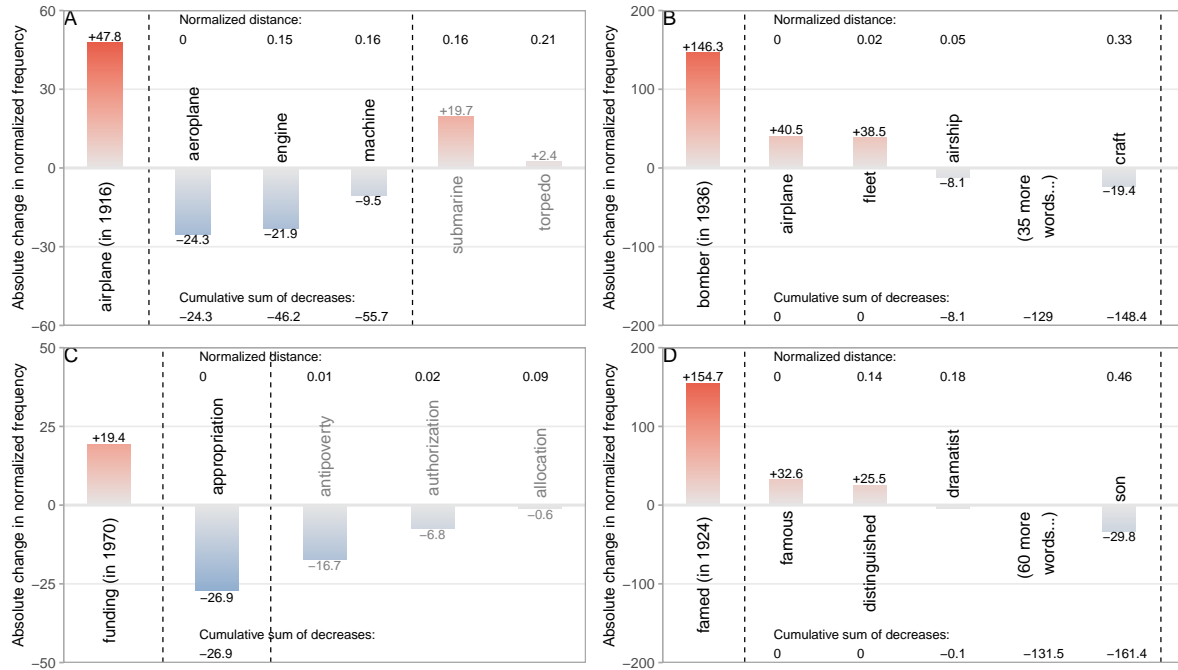 A
Normalized distance:
0 0.15 0.16 0.16 0.21
+47.8
Absolute change in normalized frequency
60
30
0
−30
−60
airplane (in 1916)
aeroplane
engine
machine
submarine
torpedo
−24.3
−21.9
−9.5
+19.7
+2.4
Cumulative sum of decreases:
−24.3 −46.2 −55.7
B
Normalized distance:
0 0.02 0.05 0.33
+146.3
Absolute change in normalized frequency
200
100
0
−100
−200
bomber (in 1936)
airplane
fleet
airship
(35 more
words...)
craft
+40.5
+38.5
−8.1
−19.4
Cumulative sum of decreases:
0 0 −8.1 −129 −148.4
C
Normalized distance:
0 0.01 0.02 0.09
+19.4
Absolute change in normalized frequency
50
25
0
−25
−50
funding (in 1970)
appropriation
antipoverty
authorization
allocation
−26.9
−16.7
−6.8
−0.6
Cumulative sum of decreases:
−26.9
D
Normalized distance:
0 0.14 0.18 0.46
+154.7
Absolute change in normalized frequency
200
100
0
−100
−200
famed (in 1924)
famous
distinguished
dramatist
(60 more
words...)
son
+32.6
+25.5
−29.8
Cumulative sum of decreases:
0 0 −0.1 −131.5 −161.4